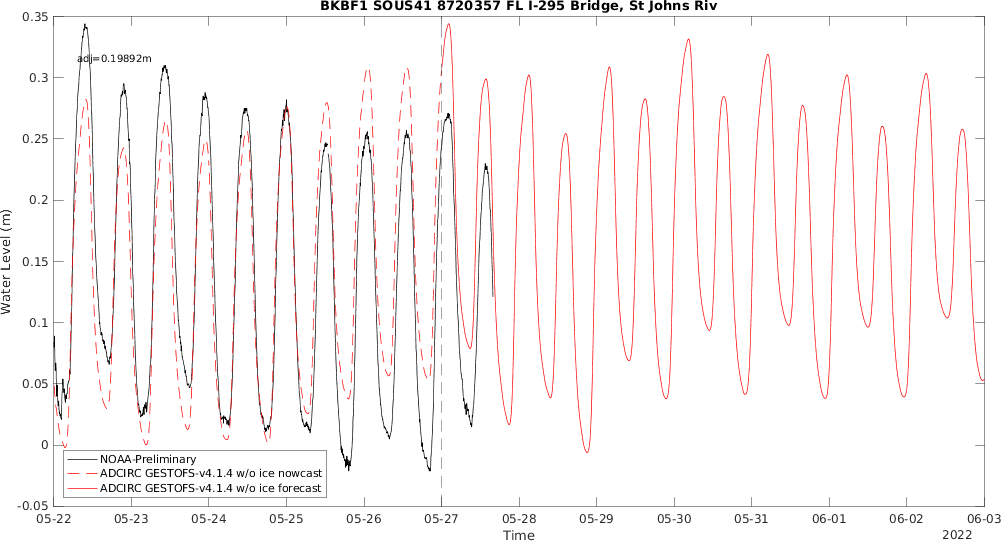 BKBF1 SOUS41 8720357 FL I-295 Bridge, St Johns Riv
0.35
adj=0.19892m
0.3
0.25
0.2
0.15
0.1
0.05
0
-0.05
Water Level (m)
NOAA-Preliminary
ADCIRC GESTOFS-v4.1.4 w/o ice nowcast
ADCIRC GESTOFS-v4.1.4 w/o ice forecast
05-22 05-23 05-24 05-25 05-26 05-27 05-28 05-29 05-30 05-31 06-01 06-02 06-03
Time
2022